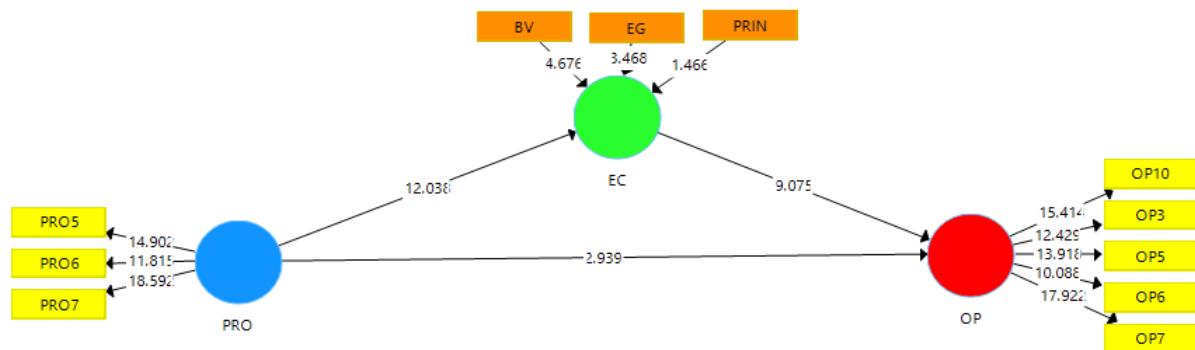 BV
EG
PRIN
4.676
3.468
1.466
EC
12.038
9.075
2.939
PRO5
PRO6
PRO7
14.902
11.815
18.592
PRO
OP10
OP3
OP5
OP6
OP7
15.414
12.429
13.918
10.088
17.922
OP